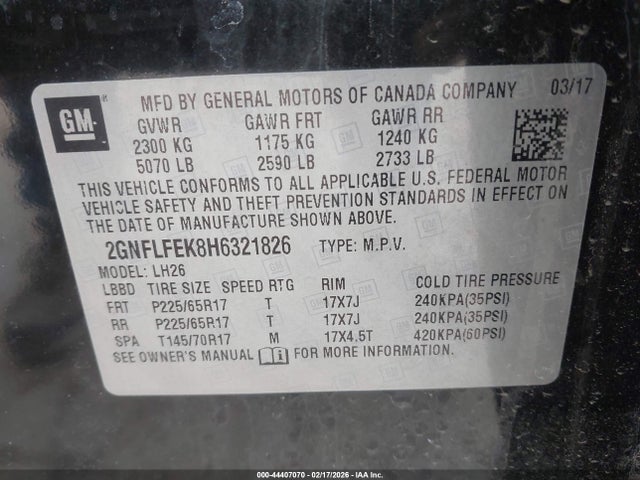 GM
MFD BY GENERAL MOTORS OF CANADA COMPANY 03/17
GVWR GAWR FRT GAWR RR
2300 KG 1175 KG 1240 KG
5070 LB 2590 LB 2733 LB
THIS VEHICLE CONFORMS TO ALL APPLICABLE U.S. FEDERAL MOTOR
VEHICLE SAFETY AND THEFT PREVENTION STANDARDS IN EFFECT ON
THE DATE OF MANUFACTURE SHOWN ABOVE.
2GNFLFEK8H6321826 TYPE: M.P.V.
MODEL: LH26
LBBD TIRE SIZE SPEED RTG RIM COLD TIRE PRESSURE
FRT P225/65R17 T 17X7J 240KPA(35PSI)
RR P225/65R17 T 17X7J 240KPA(35PSI)
SPA T145/70R17 M 17X4.5T 420KPA(60PSI)
SEE OWNER'S MANUAL FOR MORE INFORMATION.
000-44407070 - 02/17/2026 - IAA Inc.